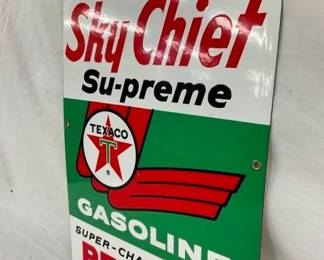 Sky Chief
Su-preme
TEXACO
T
®
GASOLINE
SUPER-CHA